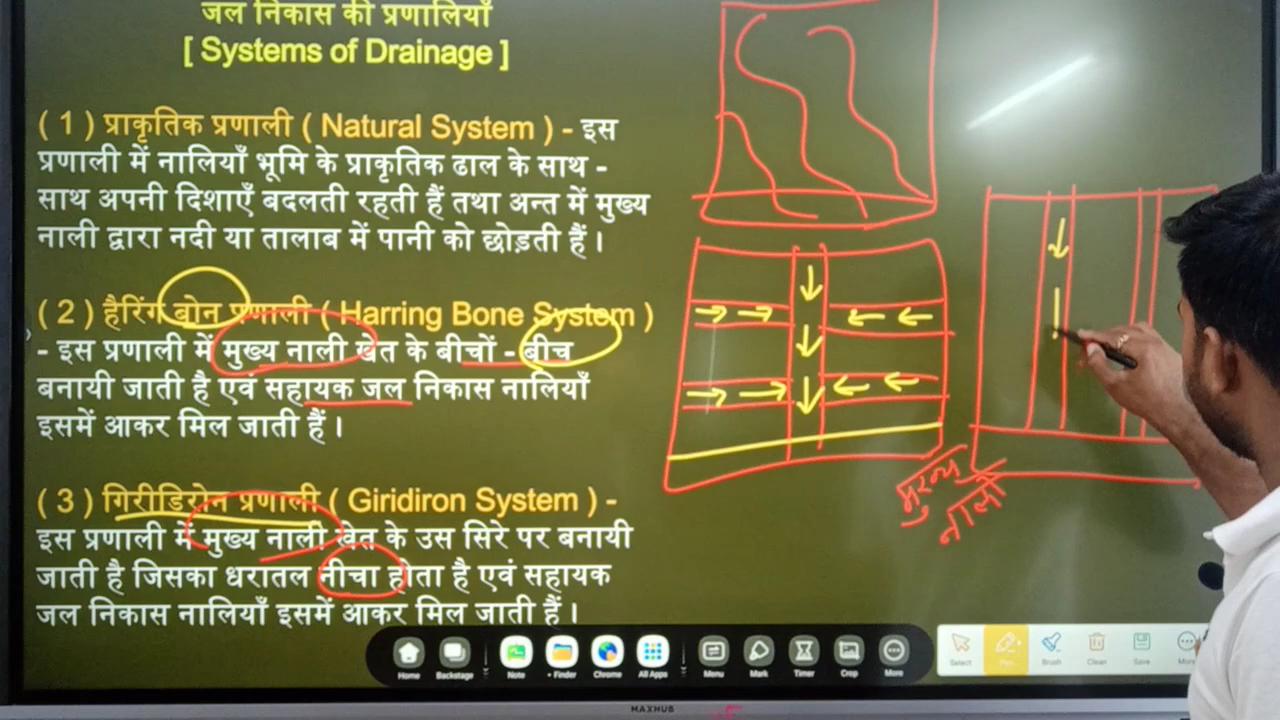 जल निकास की प्रणालियाँ
[ Systems of Drainage ]
( 1 ) प्राकृतिक प्रणाली ( Natural System ) - इस
प्रणाली में नालियाँ भूमि के प्राकृतिक ढाल के साथ -
साथ अपनी दिशाएँ बदलती रहती हैं तथा अन्त में मुख्य
नाली द्वारा नदी या तालाब में पानी को छोड़ती हैं ।
( 2 ) हैरिंग बोन प्रणाली ( Harring Bone System )
- इस प्रणाली में मुख्य नाली खेत के बीचों - बीच
बनायी जाती है एवं सहायक जल निकास नालियाँ
इसमें आकर मिल जाती हैं ।
( 3 ) गिरीडिरोन प्रणाली ( Giridiron System ) -
इस प्रणाली में मुख्य नाली खेत के उस सिरे पर बनायी
जाती है जिसका धरातल नीचा होता है एवं सहायक
जल निकास नालियाँ इसमें आकर मिल जाती हैं ।
मुख्य
नाली
Home Backstage Note Finder Chrome All Apps Menu Mark Timer Crop More
Select Pen Brush Clean Save More
MAXHUB